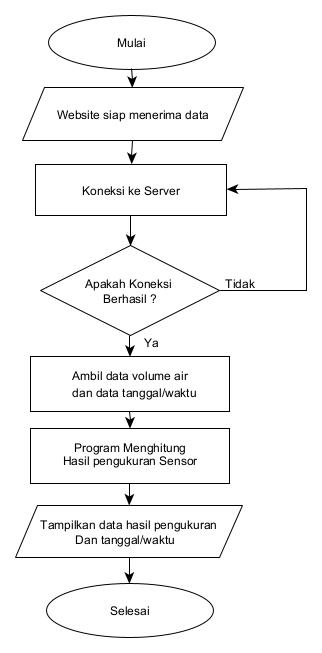 Mulai
Website siap menerima data
Koneksi ke Server
Apakah Koneksi
Berhasil ?
Tidak
Ya
Ambil data volume air
dan data tanggal/waktu
Program Menghitung
Hasil pengukuran Sensor
Tampilkan data hasil pengukuran
Dan tanggal/waktu
Selesai